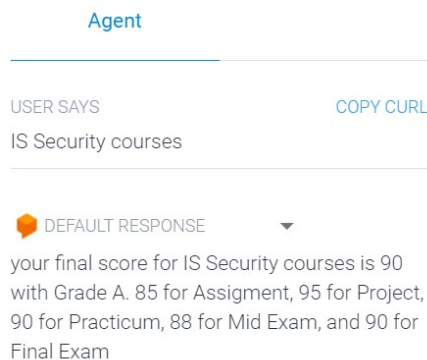 Agent
USER SAYS COPY CURL
IS Security courses
DEFAULT RESPONSE
your final score for IS Security courses is 90
with Grade A. 85 for Assigment, 95 for Project,
90 for Practicum, 88 for Mid Exam, and 90 for
Final Exam